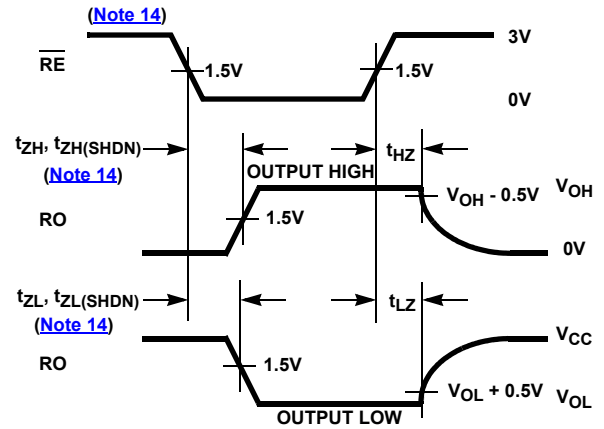 (Note 14)
RE
3V
1.5V
1.5V
0V
tZH, tZH(SHDN)
(Note 14)
tHZ
OUTPUT HIGH
VOH - 0.5V
VOH
RO
1.5V
0V
tZL, tZL(SHDN)
(Note 14)
tLZ
VCC
RO
1.5V
VOL + 0.5V
VOL
OUTPUT LOW